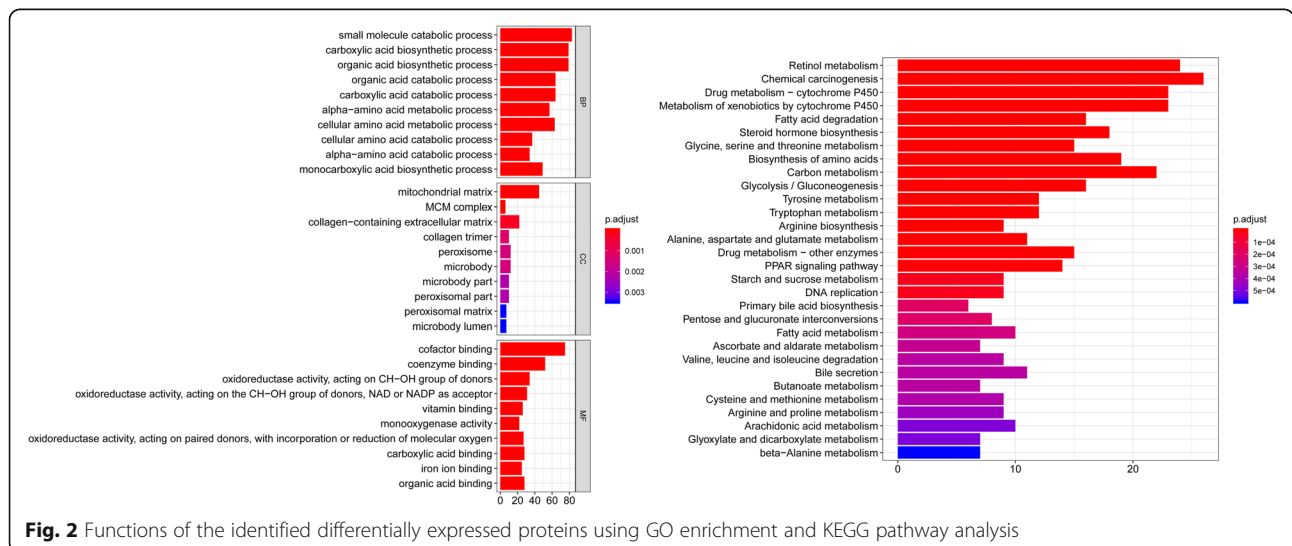 small molecule catabolic process
carboxylic acid biosynthetic process
organic acid biosynthetic process
organic acid catabolic process
carboxylic acid catabolic process
alpha−amino acid metabolic process
cellular amino acid metabolic process
cellular amino acid catabolic process
alpha−amino acid catabolic process
monocarboxylic acid biosynthetic process
BP
mitochondrial matrix
MCM complex
collagen−containing extracellular matrix
collagen trimer
peroxisome
microbody
microbody part
peroxisomal part
peroxisomal matrix
microbody lumen
CC
cofactor binding
coenzyme binding
oxidoreductase activity, acting on CH−OH group of donors
oxidoreductase activity, acting on the CH−OH group of donors, NAD or NADP as acceptor
vitamin binding
monooxygenase activity
oxidoreductase activity, acting on paired donors, with incorporation or reduction of molecular oxygen
carboxylic acid binding
iron ion binding
organic acid binding
MF
0 20 40 60 80
p.adjust
0.001
0.002
0.003
Retinol metabolism
Chemical carcinogenesis
Drug metabolism − cytochrome P450
Metabolism of xenobiotics by cytochrome P450
Fatty acid degradation
Steroid hormone biosynthesis
Glycine, serine and threonine metabolism
Biosynthesis of amino acids
Carbon metabolism
Glycolysis / Gluconeogenesis
Tyrosine metabolism
Tryptophan metabolism
Arginine biosynthesis
Alanine, aspartate and glutamate metabolism
Drug metabolism − other enzymes
PPAR signaling pathway
Starch and sucrose metabolism
DNA replication
Primary bile acid biosynthesis
Pentose and glucuronate interconversions
Fatty acid metabolism
Ascorbate and aldarate metabolism
Valine, leucine and isoleucine degradation
Bile secretion
Butanoate metabolism
Cysteine and methionine metabolism
Arginine and proline metabolism
Arachidonic acid metabolism
Glyoxylate and dicarboxylate metabolism
beta−Alanine metabolism
0 10 20
p.adjust
1e−04
2e−04
3e−04
4e−04
5e−04
Fig. 2 Functions of the identified differentially expressed proteins using GO enrichment and KEGG pathway analysis